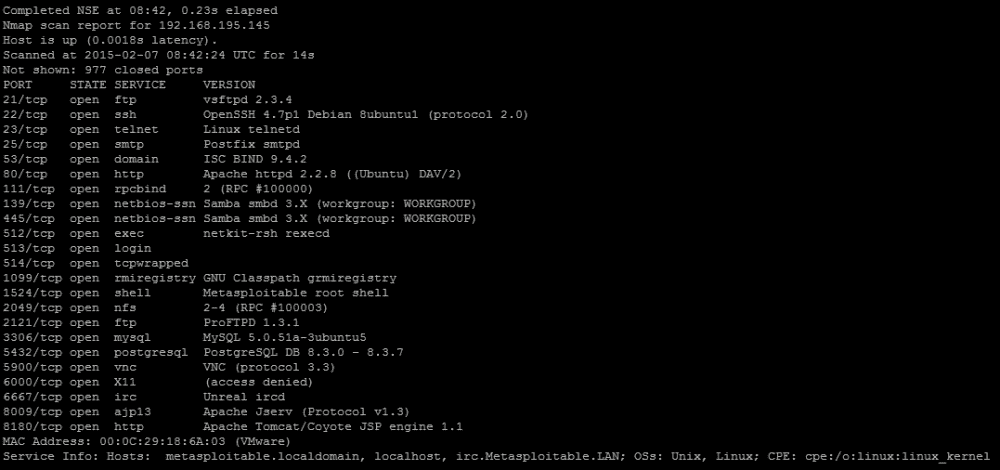 Completed NSE at 08:42, 0.23s elapsed
Nmap scan report for 192.168.195.145
Host is up (0.0018s latency).
Scanned at 2015-02-07 08:42:24 UTC for 14s
Not shown: 977 closed ports
PORT     STATE SERVICE     VERSION
21/tcp   open  ftp         vsftpd 2.3.4
22/tcp   open  ssh         OpenSSH 4.7p1 Debian 8ubuntu1 (protocol 2.0)
23/tcp   open  telnet      Linux telnetd
25/tcp   open  smtp        Postfix smtpd
53/tcp   open  domain      ISC BIND 9.4.2
80/tcp   open  http        Apache httpd 2.2.8 ((Ubuntu) DAV/2)
111/tcp  open  rpcbind     2 (RPC #100000)
139/tcp  open  netbios-ssn Samba smbd 3.X (workgroup: WORKGROUP)
445/tcp  open  netbios-ssn Samba smbd 3.X (workgroup: WORKGROUP)
512/tcp  open  exec        netkit-rsh rexecd
513/tcp  open  login
514/tcp  open  tcpwrapped
1099/tcp open  rmiregistry GNU Classpath grmiregistry
1524/tcp open  shell       Metasploitable root shell
2049/tcp open  nfs         2-4 (RPC #100003)
2121/tcp open  ftp         ProFTPD 1.3.1
3306/tcp open  mysql       MySQL 5.0.51a-3ubuntu5
5432/tcp open  postgresql  PostgreSQL DB 8.3.0 - 8.3.7
5900/tcp open  vnc         VNC (protocol 3.3)
6000/tcp open  X11         (access denied)
6667/tcp open  irc         Unreal ircd
8009/tcp open  ajp13       Apache Jserv (Protocol v1.3)
8180/tcp open  http        Apache Tomcat/Coyote JSP engine 1.1
MAC Address: 00:0C:29:18:6A:03 (VMware)
Service Info: Hosts:  metasploitable.localdomain, localhost, irc.Metasploitable.LAN; OSs: Unix, Linux; CPE: cpe:/o:linux:linux_kernel